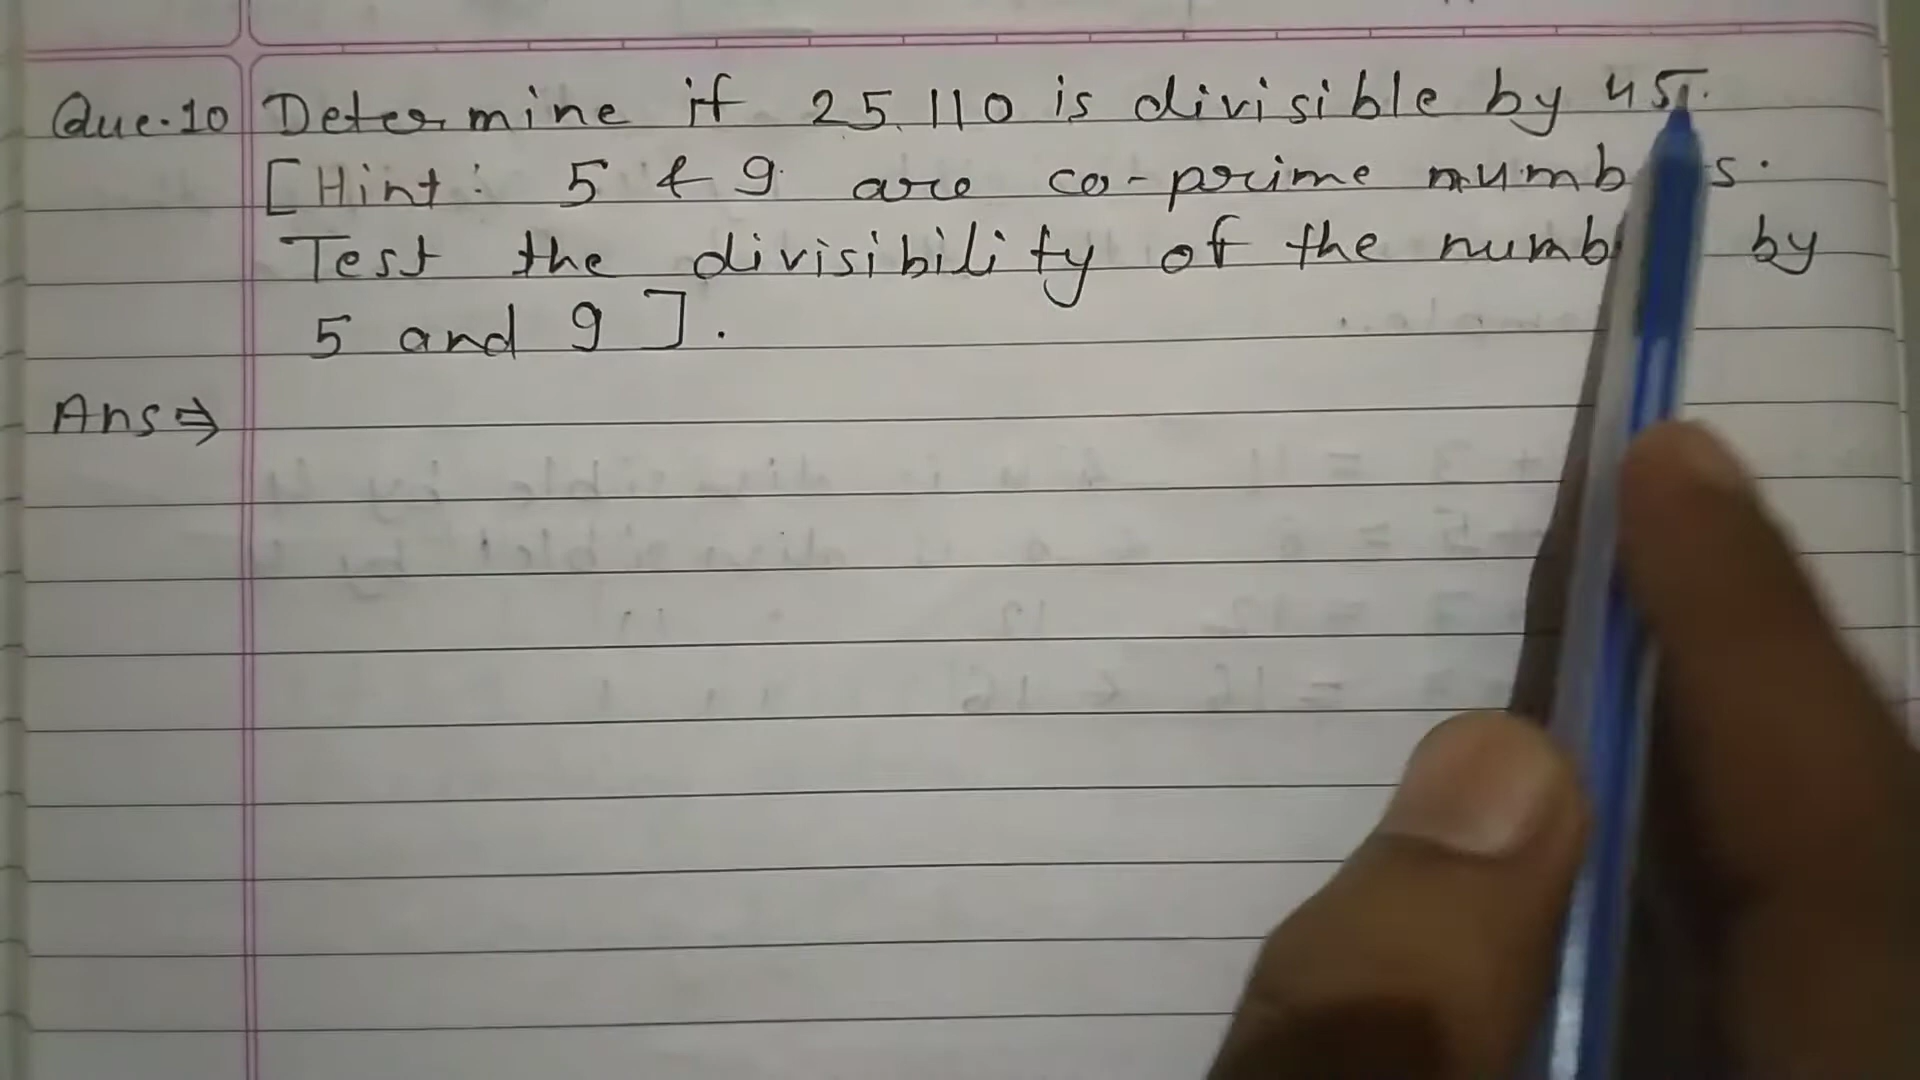 Que.10 Determine if 25110 is divisible by 45.
[Hint: 5 & 9 are co-prime numbers.
Test the divisibility of the by
5 and 9].
Ans ⇒